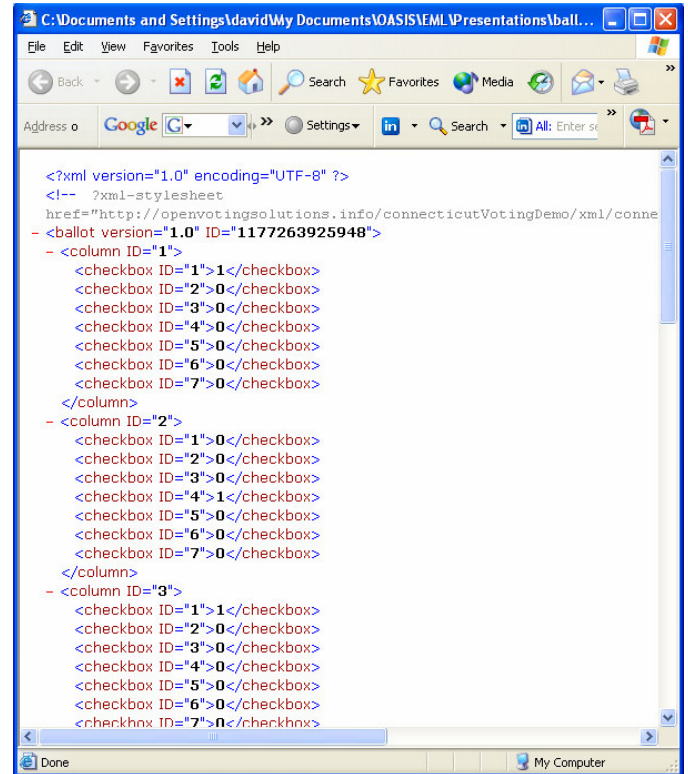 C:\Documents and Settings\david\My Documents\OASIS\EML\Presentations\ball...
File Edit View Favorites Tools Help
Back Search Favorites Media »
Address o Google G Settings in Search All: Enter se »
<?xml version="1.0" encoding="UTF-8" ?>
<!-- ?xml-stylesheet
href="http://openvotingsolutions.info/connecticutVotingDemo/xml/conne
- <ballot version="1.0" ID="1177263925948">
- <column ID="1">
<checkbox ID="1">1</checkbox>
<checkbox ID="2">0</checkbox>
<checkbox ID="3">0</checkbox>
<checkbox ID="4">0</checkbox>
<checkbox ID="5">0</checkbox>
<checkbox ID="6">0</checkbox>
<checkbox ID="7">0</checkbox>
</column>
- <column ID="2">
<checkbox ID="1">0</checkbox>
<checkbox ID="2">0</checkbox>
<checkbox ID="3">0</checkbox>
<checkbox ID="4">1</checkbox>
<checkbox ID="5">0</checkbox>
<checkbox ID="6">0</checkbox>
<checkbox ID="7">0</checkbox>
</column>
- <column ID="3">
<checkbox ID="1">1</checkbox>
<checkbox ID="2">0</checkbox>
<checkbox ID="3">0</checkbox>
<checkbox ID="4">0</checkbox>
<checkbox ID="5">0</checkbox>
<checkbox ID="6">0</checkbox>
<checkbox ID="7">0</checkbox>
Done My Computer